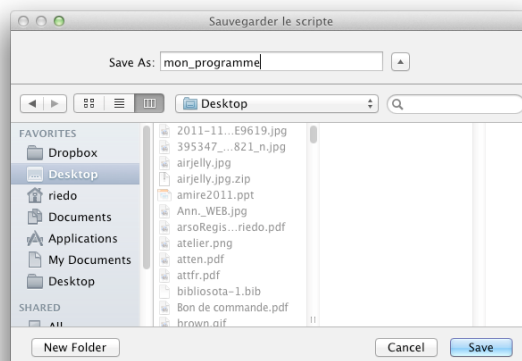 Sauvegarder le scripte
Save As: mon_programme
Desktop
FAVORITES
Dropbox
Desktop
riedo
Documents
Applications
My Documents
Desktop
SHARED
All
2011-11...E9619.jpg
395347_...821_n.jpg
airjelly.jpg
airjelly.jpg.zip
amire2011.ppt
Ann._WEB.jpg
arsoRegis...riedo.pdf
atelier.png
atten.pdf
attfr.pdf
bibliosota-1.bib
Bon de commande.pdf
brown.gif
New Folder
Cancel
Save